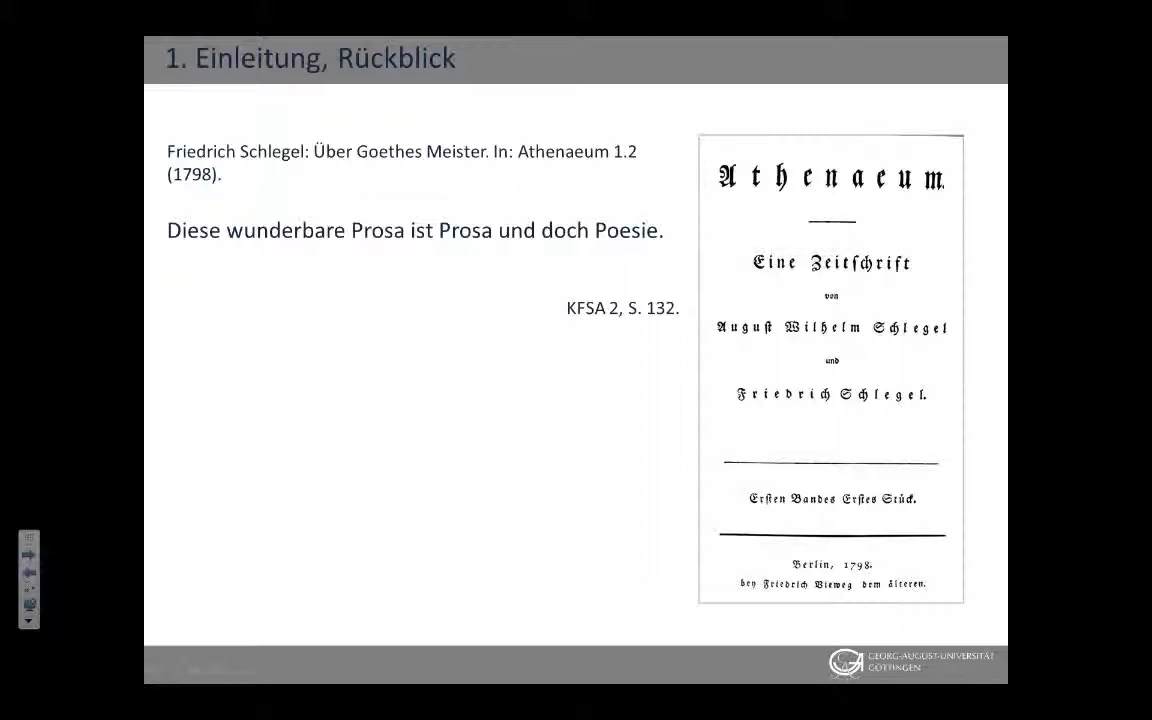 1. Einleitung, Rückblick
Friedrich Schlegel: Über Goethes Meister. In: Athenaeum 1.2
(1798).
Diese wunderbare Prosa ist Prosa und doch Poesie.
KFSA 2, S. 132.
Athenaeum.
Eine Zeitſchrift
von
Auguſt Wilhelm Schlegel
und
Friedrich Schlegel.
Erſten Bandes Erſtes Stück.
Berlin, 1798.
bey Friedrich Vieweg dem älteren.
GEORG-AUGUST-UNIVERSITÄT
GÖTTINGEN